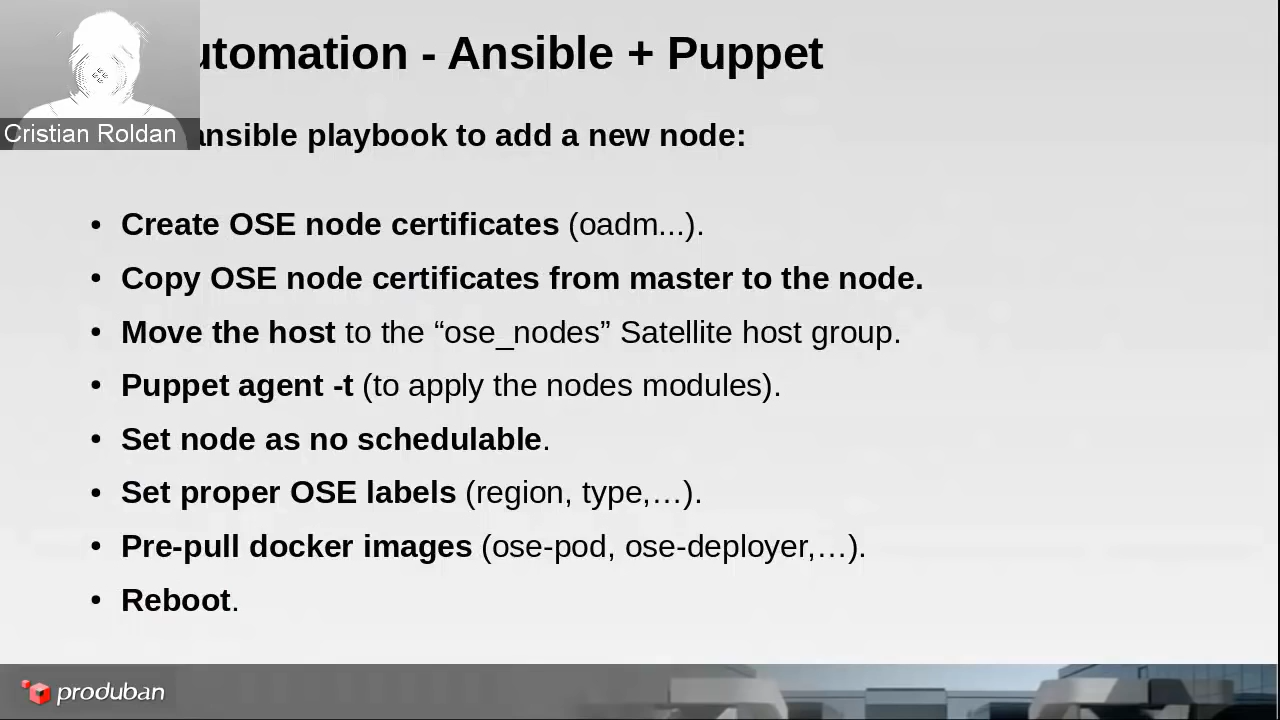 utomation - Ansible + Puppet
Cristian Roldan
ansible playbook to add a new node:
• Create OSE node certificates (oadm...).
• Copy OSE node certificates from master to the node.
• Move the host to the “ose_nodes” Satellite host group.
• Puppet agent -t (to apply the nodes modules).
• Set node as no schedulable.
• Set proper OSE labels (region, type,…).
• Pre-pull docker images (ose-pod, ose-deployer,…).
• Reboot.
produban